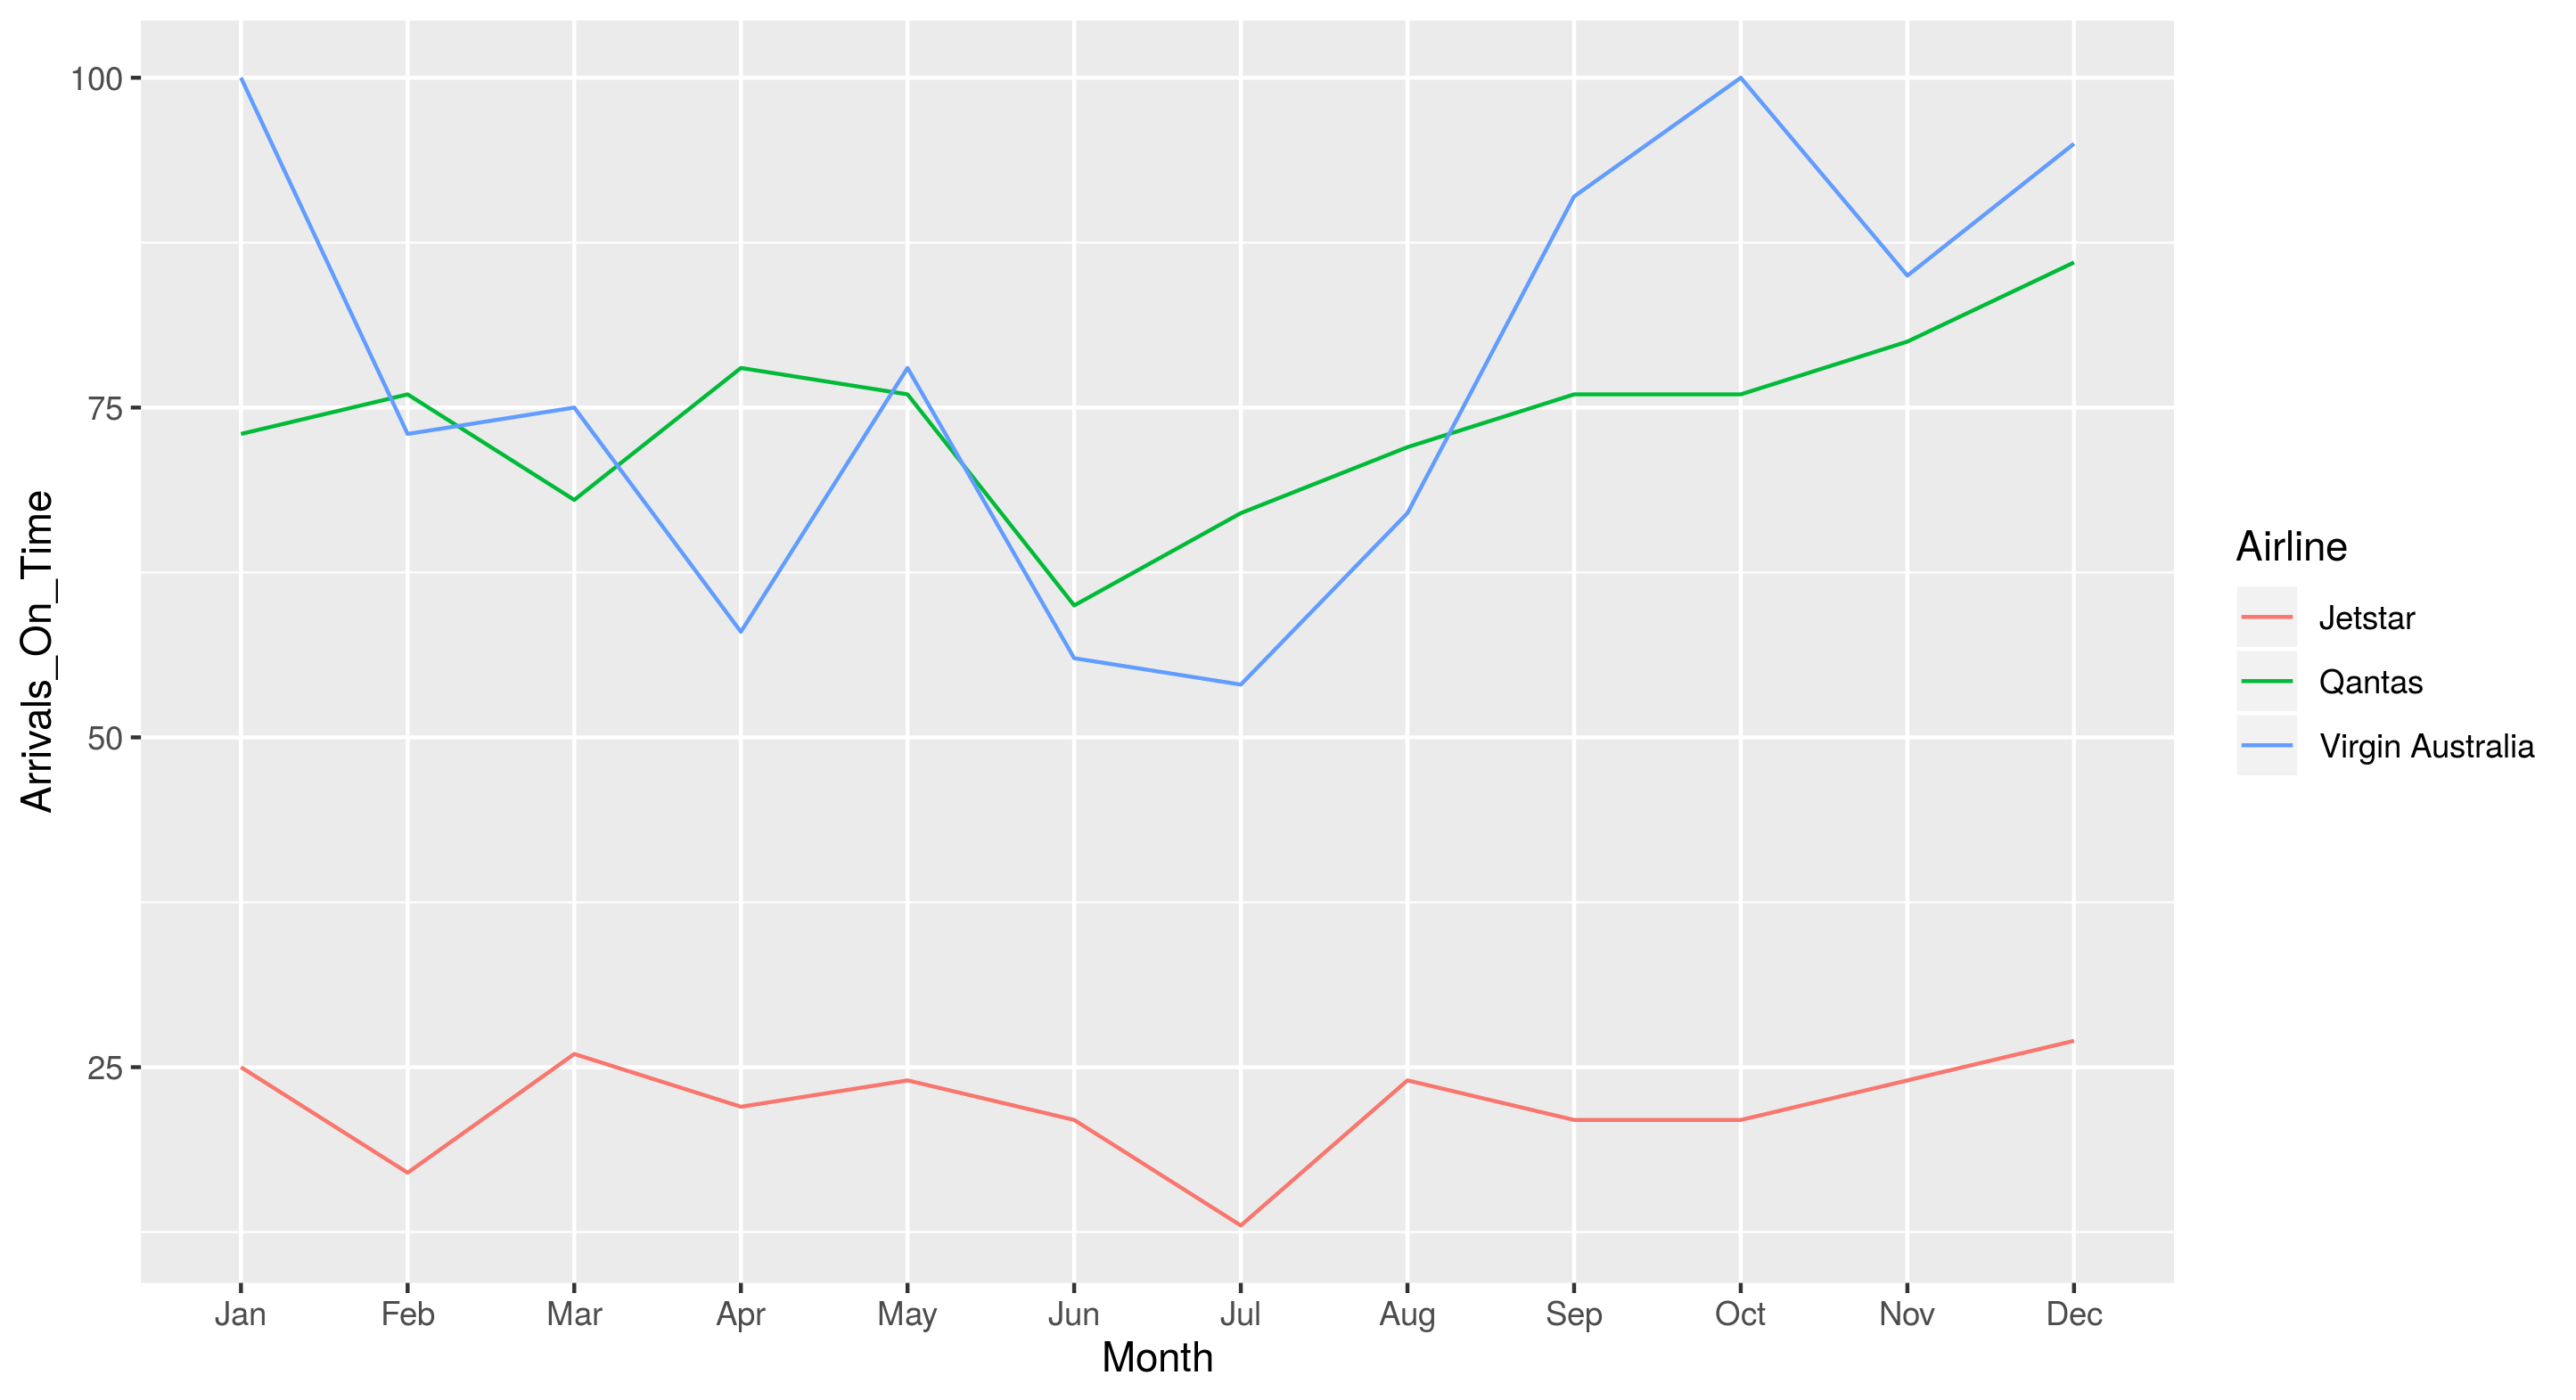 Arrivals_On_Time
100
75
50
25
Jan Feb Mar Apr May Jun Jul Aug Sep Oct Nov Dec
Month
Airline
Jetstar
Qantas
Virgin Australia